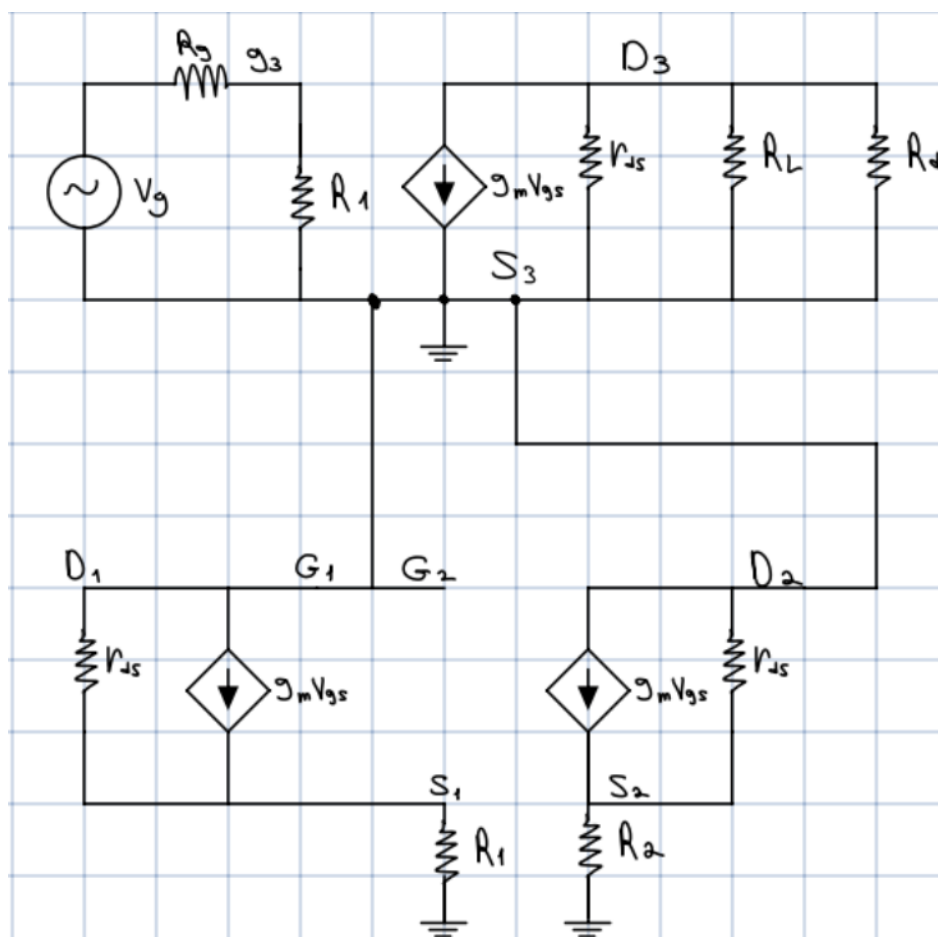 Rg g3 D3
Vg R1 gmVgs rds RL Rd
S3
D1 G1 G2 D2
rds gmVgs gmVgs rds
S1 S2
R1 R2